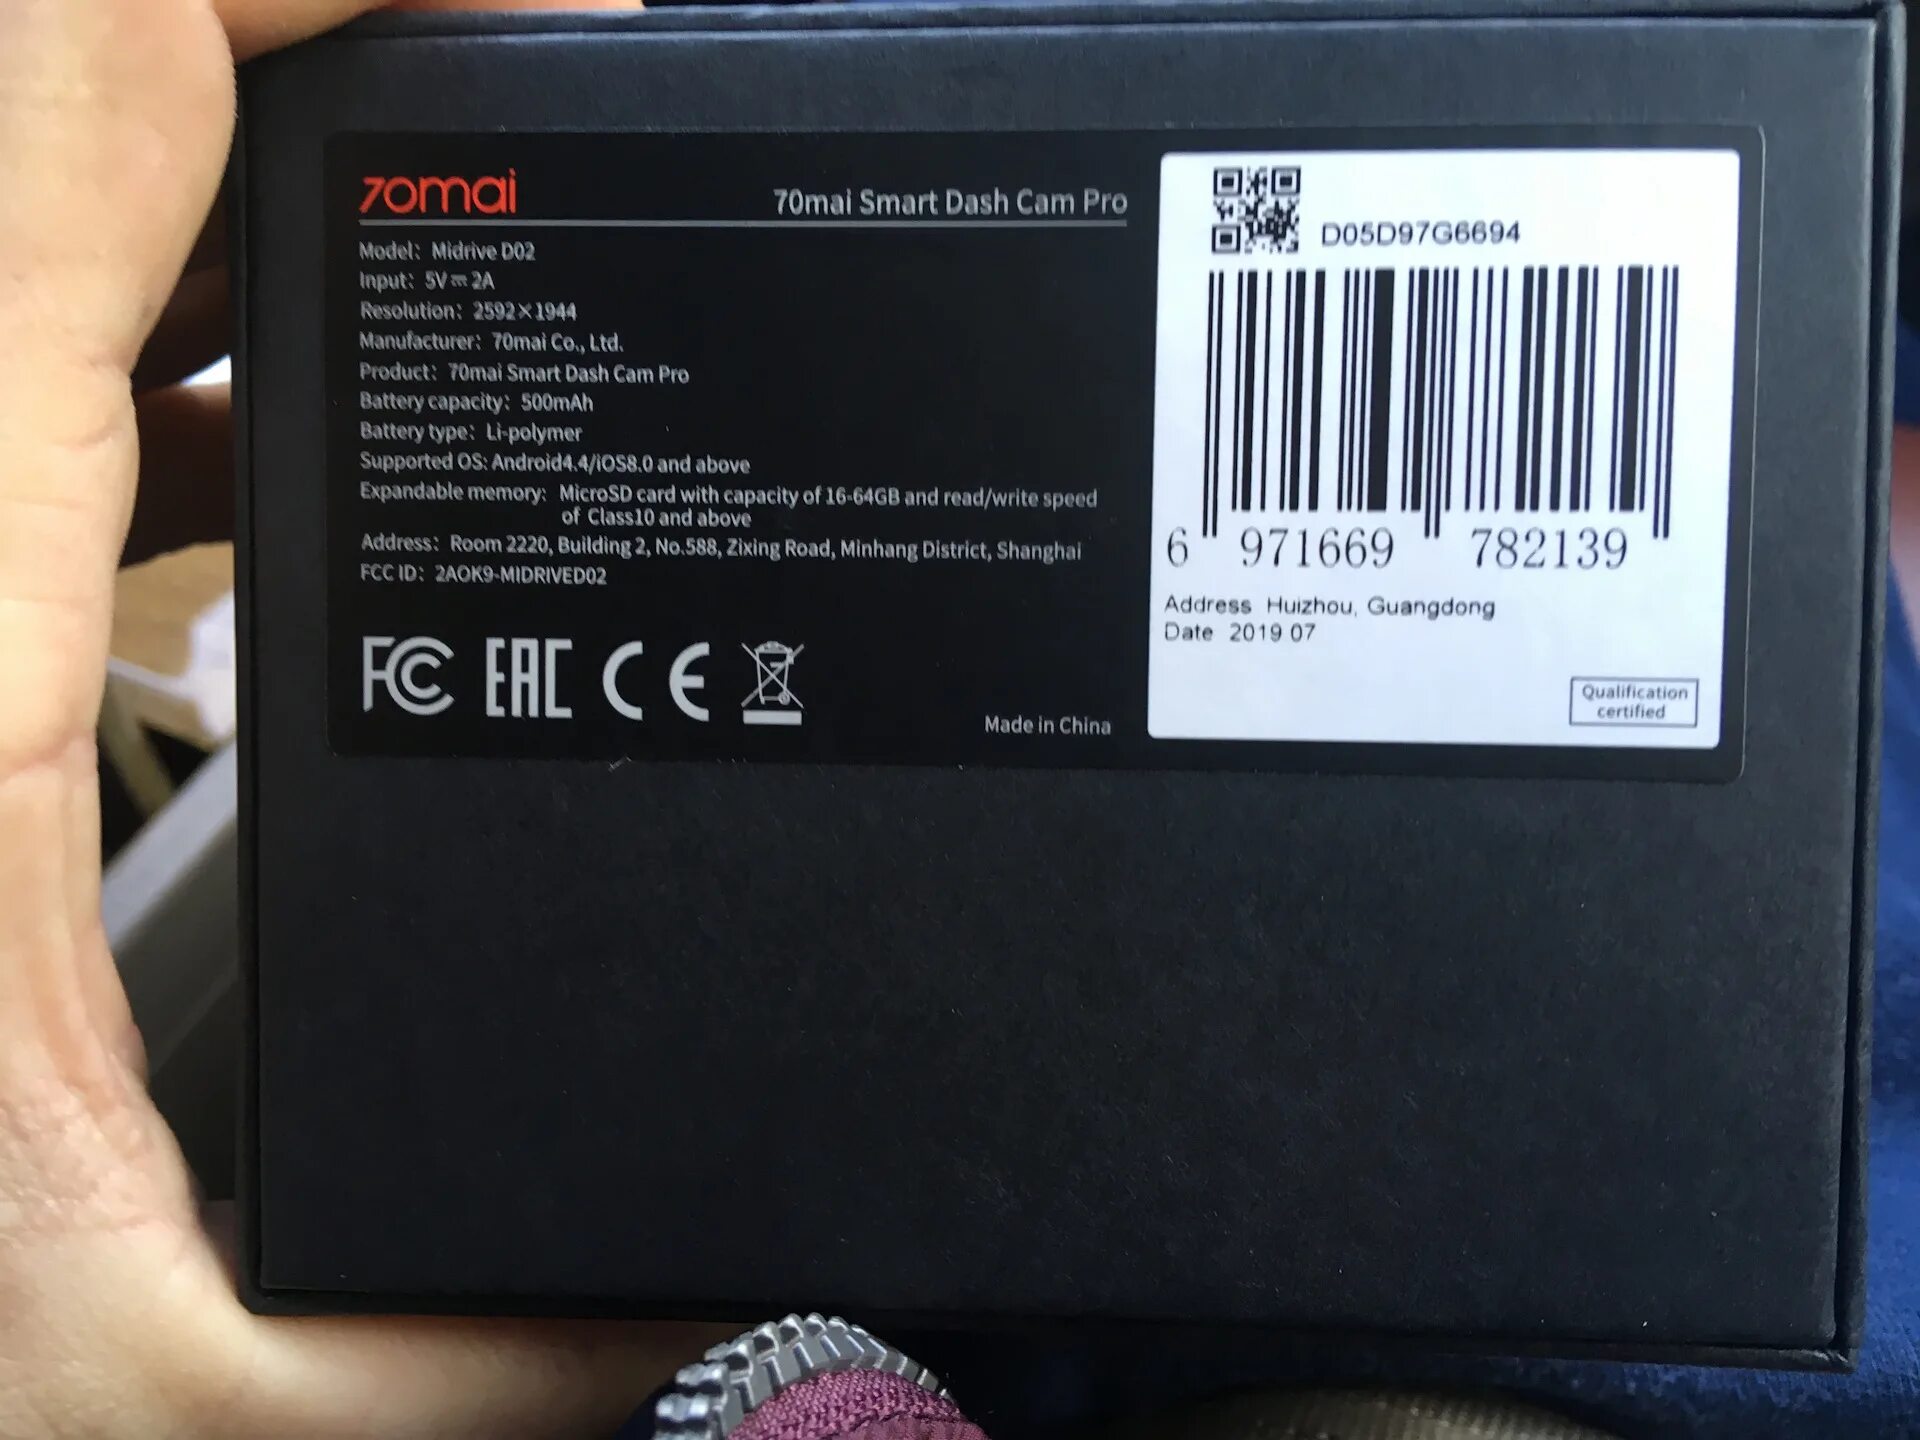 70mai
70mai Smart Dash Cam Pro
Model: Midrive D02
Input: 5V⎓2A
Resolution: 2592×1944
Manufacturer: 70mai Co., Ltd.
Product: 70mai Smart Dash Cam Pro
Battery capacity: 500mAh
Battery type: Li-polymer
Supported OS: Android4.4/iOS8.0 and above
Expandable memory: MicroSD card with capacity of 16-64GB and read/write speed
of Class10 and above
Address: Room 2220, Building 2, No.588, Zixing Road, Minhang District, Shanghai
FCC ID: 2AOK9-MIDRIVED02
FC EAC CE
Made in China
D05D97G6694
6 971669 782139
Address Huizhou, Guangdong
Date 2019 07
Qualification
certified